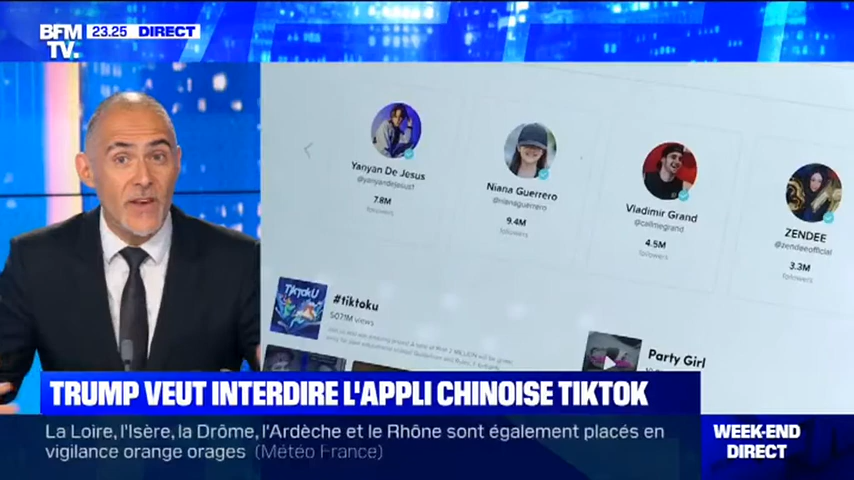 BFM
TV.
23.25 DIRECT
Yanyan De Jesus
@yanyandejesus1
7.8M
followers
Niana Guerrero
@nianaguerrero
9.4M
followers
Vladimir Grand
@callmegrand
4.5M
followers
ZENDEE
@zendeeofficial
3.3M
followers
#tiktoku
5071M views
Party Girl
TRUMP VEUT INTERDIRE L'APPLI CHINOISE TIKTOK
La Loire, l'Isère, la Drôme, l'Ardèche et le Rhône sont également placés en
vigilance orange orages (Météo France)
WEEK-END
DIRECT